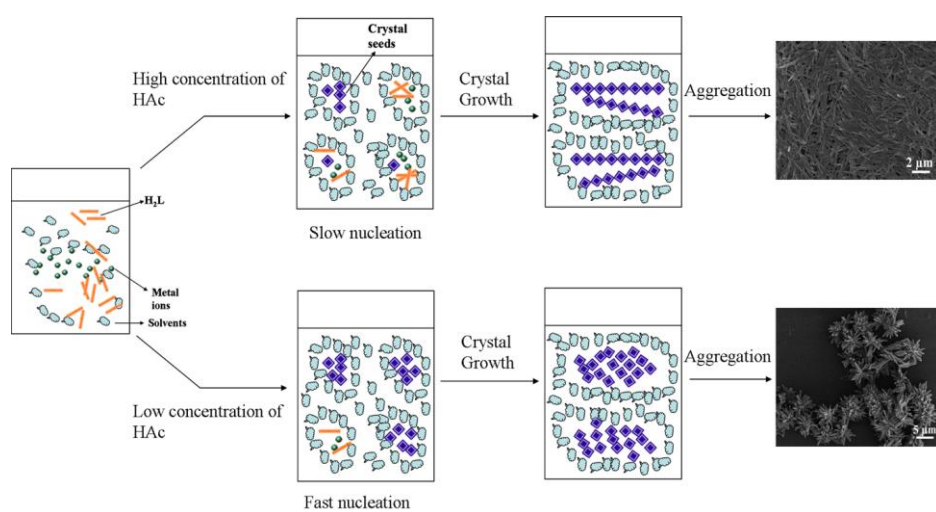 Crystal
seeds
High concentration of
HAc
Crystal
Growth
Aggregation
2 μm
Slow nucleation
H₂L
Metal
ions
Solvents
Low concentration of
HAc
Crystal
Growth
Aggregation
5 μm
Fast nucleation